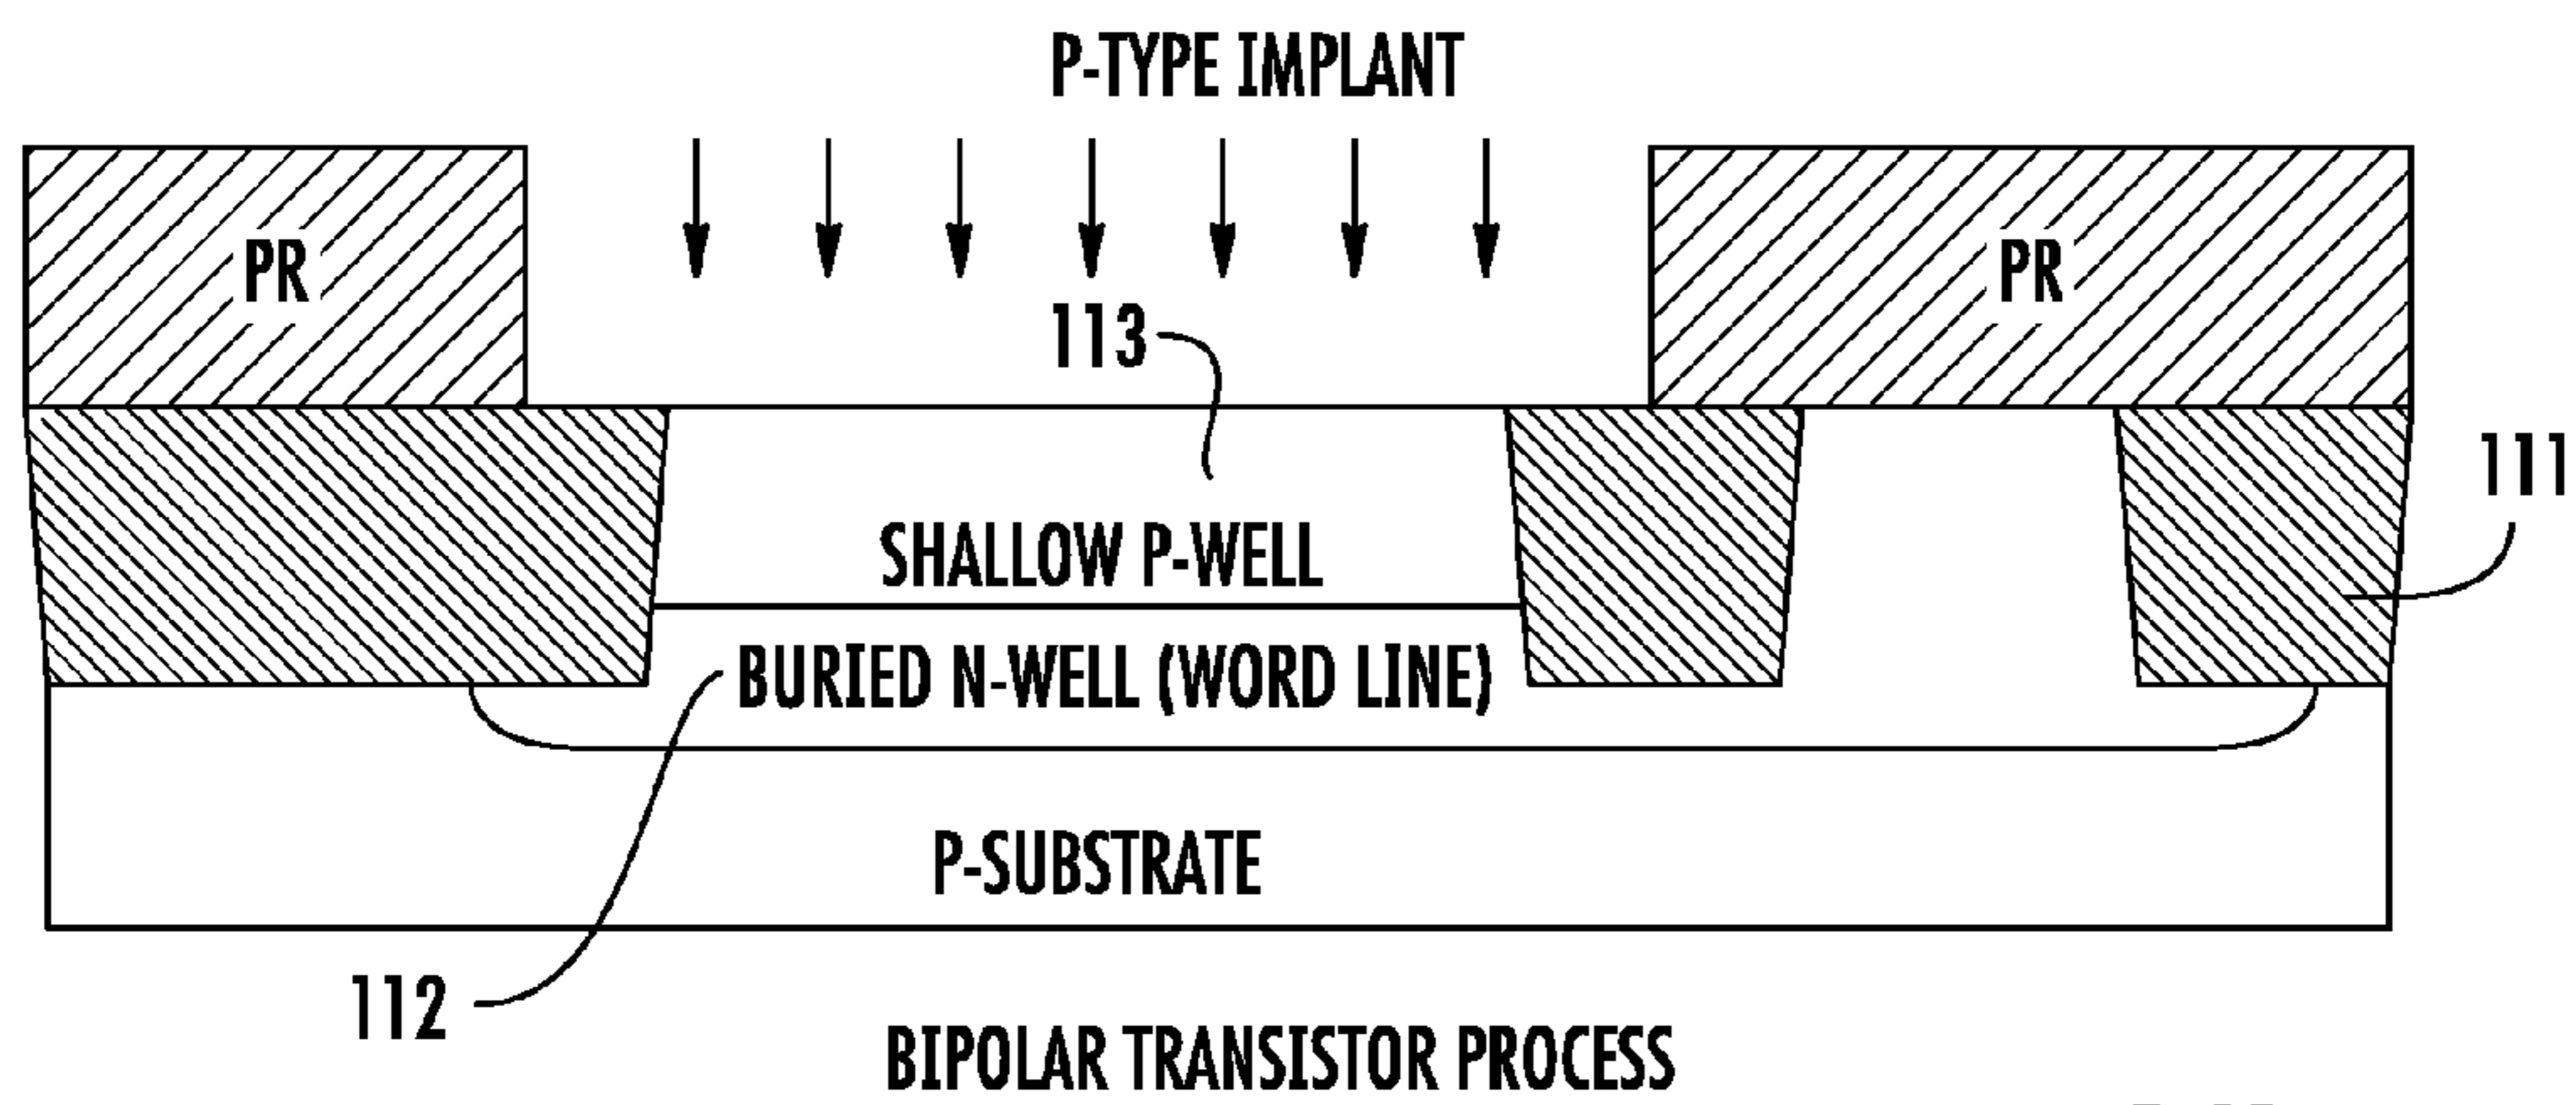 P-TYPE IMPLANT
PR
PR
113
111
SHALLOW P-WELL
BURIED N-WELL (WORD LINE)
P-SUBSTRATE
112
BIPOLAR TRANSISTOR PROCESS